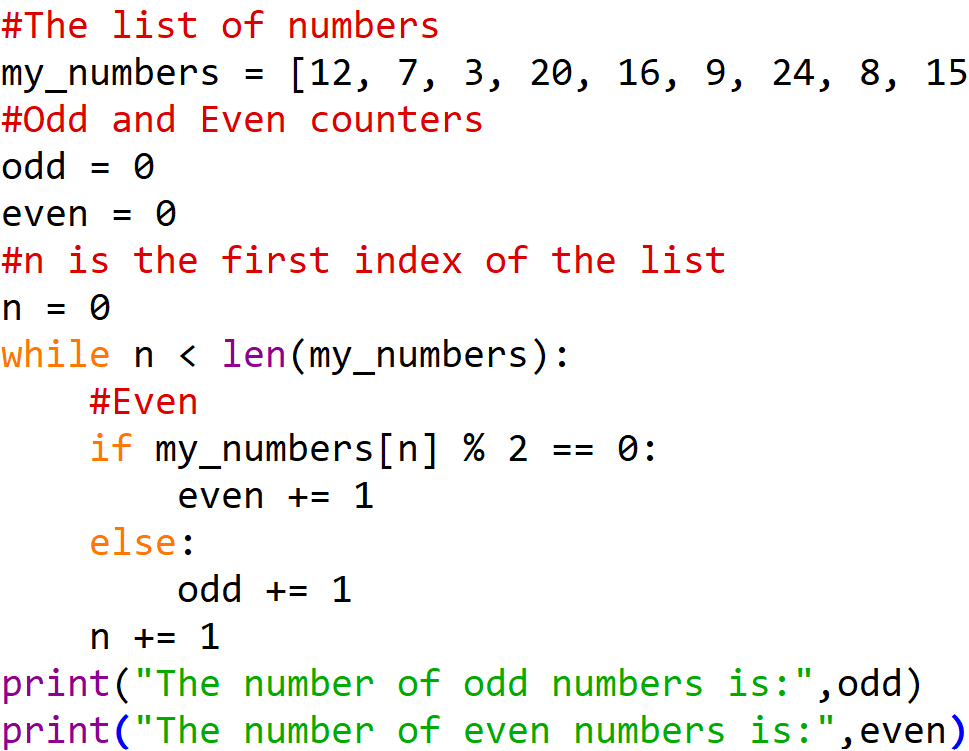 #The list of numbers
my_numbers = [12, 7, 3, 20, 16, 9, 24, 8, 15
#Odd and Even counters
odd = 0
even = 0
#n is the first index of the list
n = 0
while n < len(my_numbers):
    #Even
    if my_numbers[n] % 2 == 0:
        even += 1
    else:
        odd += 1
    n += 1
print("The number of odd numbers is:",odd)
print("The number of even numbers is:",even)